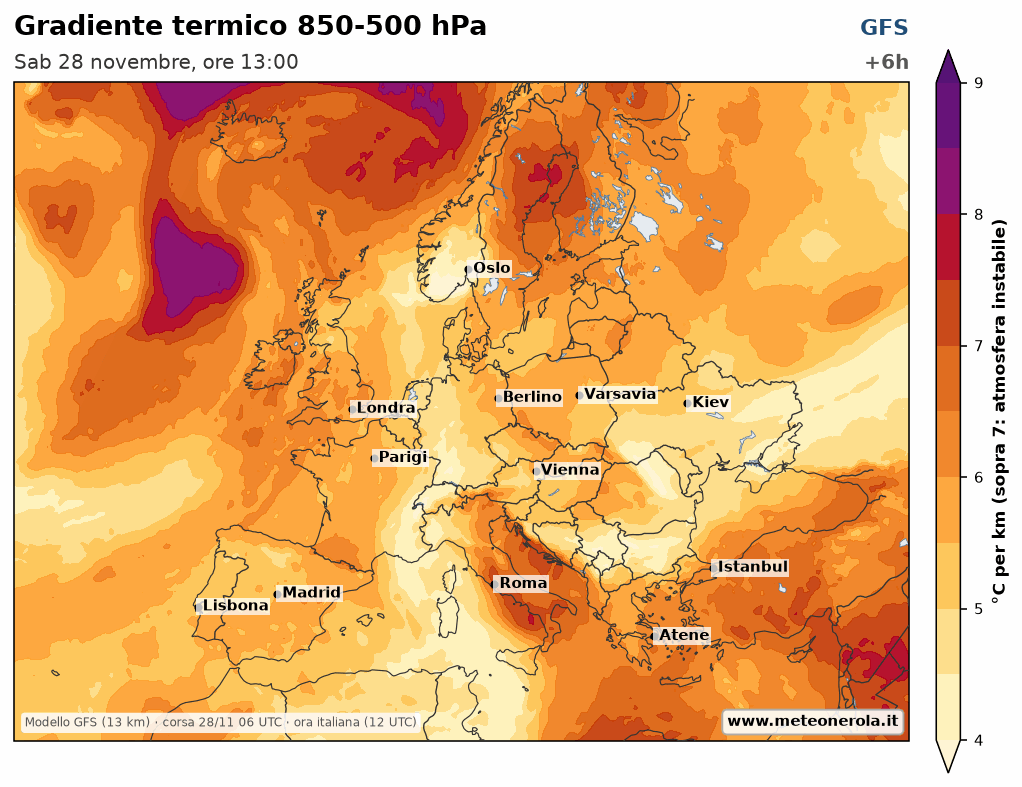 Gradiente termico 850-500 hPa
GFS
Sab 28 novembre, ore 13:00
+6h
9
8
7
6
5
4
°C per km (sopra 7: atmosfera instabile)
Oslo
Londra
Berlino
Varsavia
Kiev
Parigi
Vienna
Roma
Istanbul
Madrid
Lisbona
Atene
Modello GFS (13 km) · corsa 28/11 06 UTC · ora italiana (12 UTC)
www.meteonerola.it